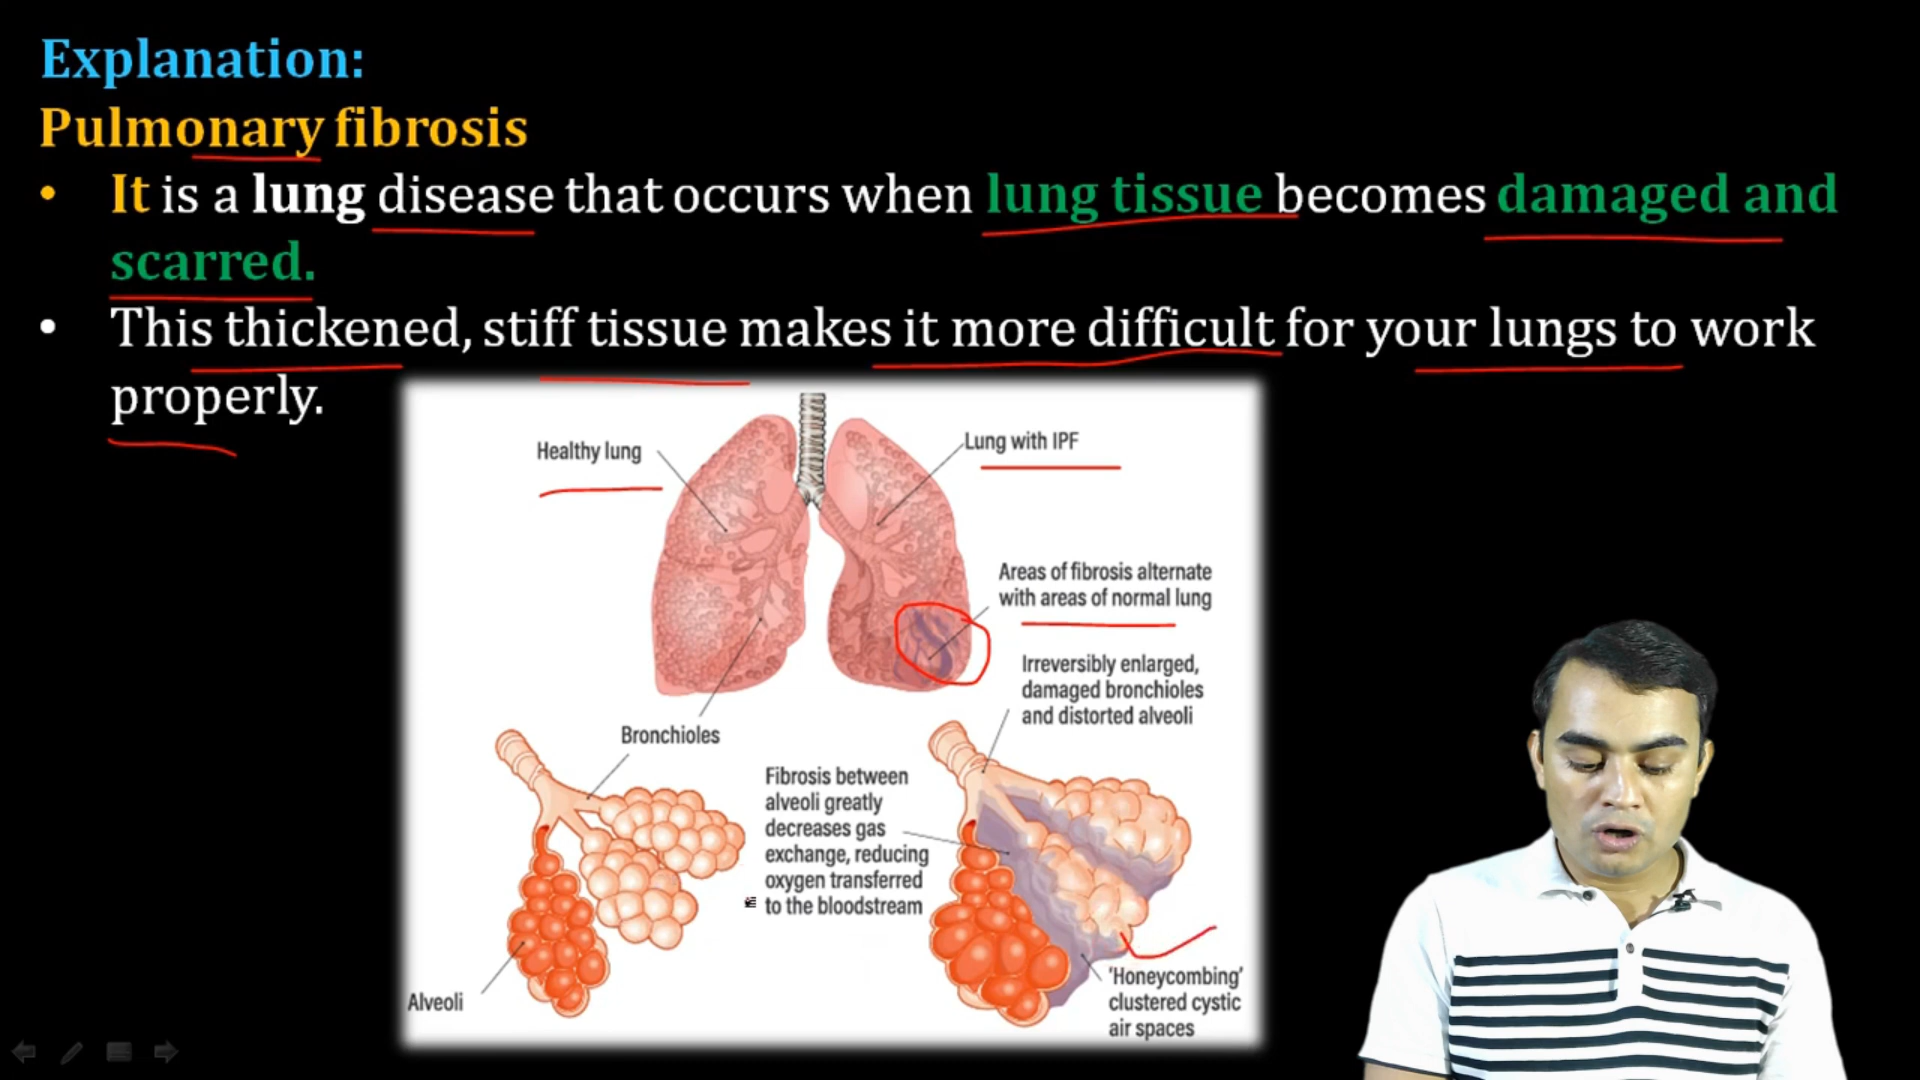 Explanation:
Pulmonary fibrosis
• It is a lung disease that occurs when lung tissue becomes damaged and
scarred.
• This thickened, stiff tissue makes it more difficult for your lungs to work
properly.
Healthy lung
Lung with IPF
Areas of fibrosis alternate
with areas of normal lung
Irreversibly enlarged,
damaged bronchioles
and distorted alveoli
Bronchioles
Fibrosis between
alveoli greatly
decreases gas
exchange, reducing
oxygen transferred
to the bloodstream
Alveoli
'Honeycombing'
clustered cystic
air spaces